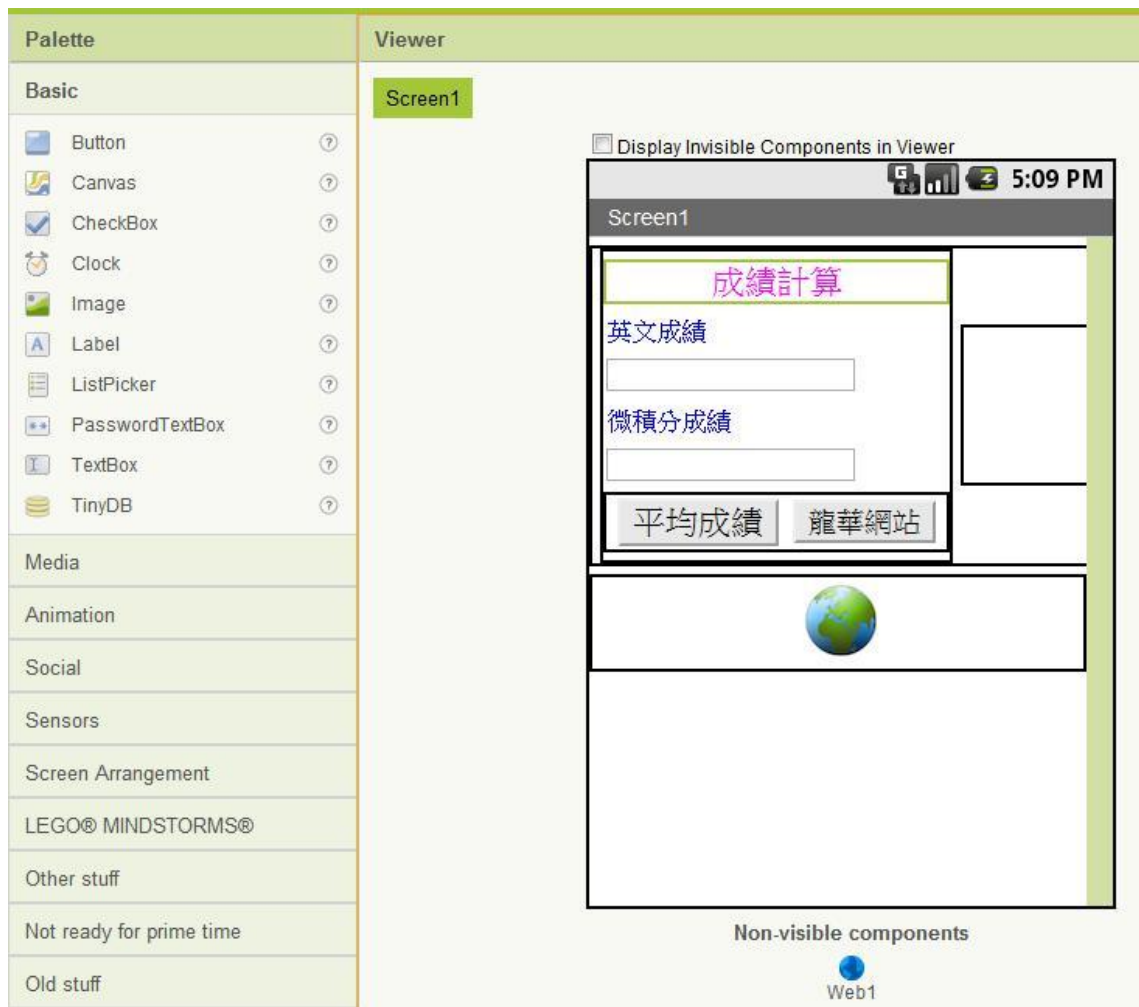 Palette
Basic
Button
Canvas
CheckBox
Clock
Image
Label
ListPicker
PasswordTextBox
TextBox
TinyDB
Media
Animation
Social
Sensors
Screen Arrangement
LEGO® MINDSTORMS®
Other stuff
Not ready for prime time
Old stuff
Viewer
Screen1
Display Invisible Components in Viewer
5:09 PM
Screen1
成績計算
英文成績
微積分成績
平均成績 龍華網站
Non-visible components
Web1